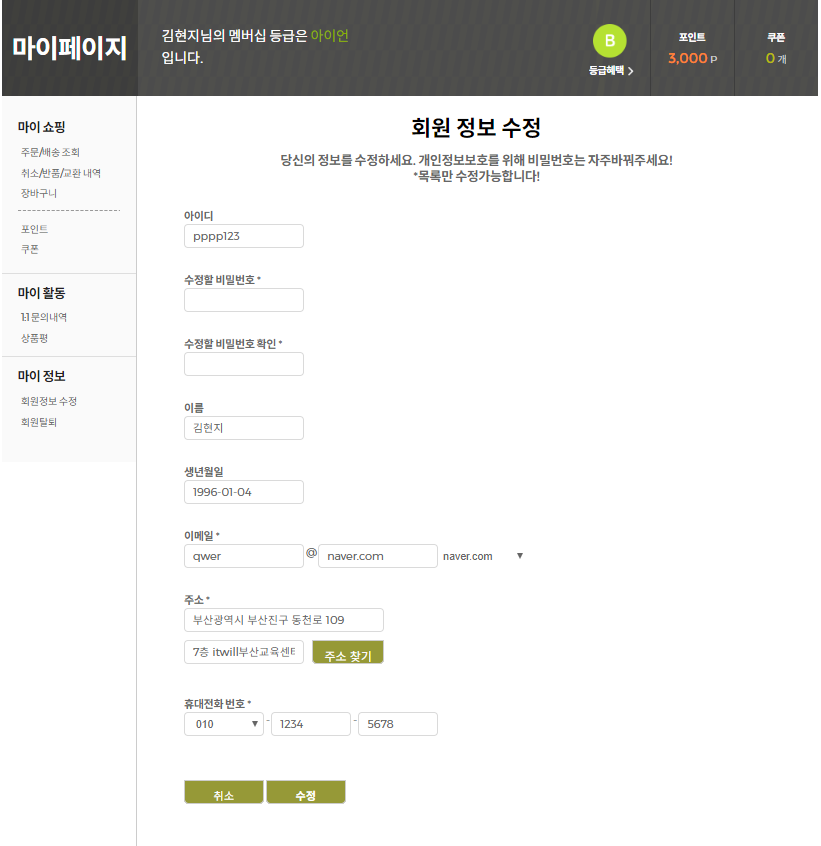 마이페이지
김현지님의 멤버십 등급은 아이언
입니다.
B
등급혜택 >
포인트
3,000 P
쿠폰
0 개
마이 쇼핑
주문/배송 조회
취소/반품/교환 내역
장바구니
포인트
쿠폰
마이 활동
1:1 문의내역
상품평
마이 정보
회원정보 수정
회원탈퇴
회원 정보 수정
당신의 정보를 수정하세요. 개인정보보호를 위해 비밀번호는 자주바꿔주세요!
*목록만 수정가능합니다!
아이디
pppp123
수정할 비밀번호 *
수정할 비밀번호 확인 *
이름
김현지
생년월일
1996-01-04
이메일 *
qwer @ naver.com naver.com ▼
주소 *
부산광역시 부산진구 동천로 109
7층 itwill부산교육센터 주소 찾기
휴대전화 번호 *
010 ▼ - 1234 - 5678
취소 수정